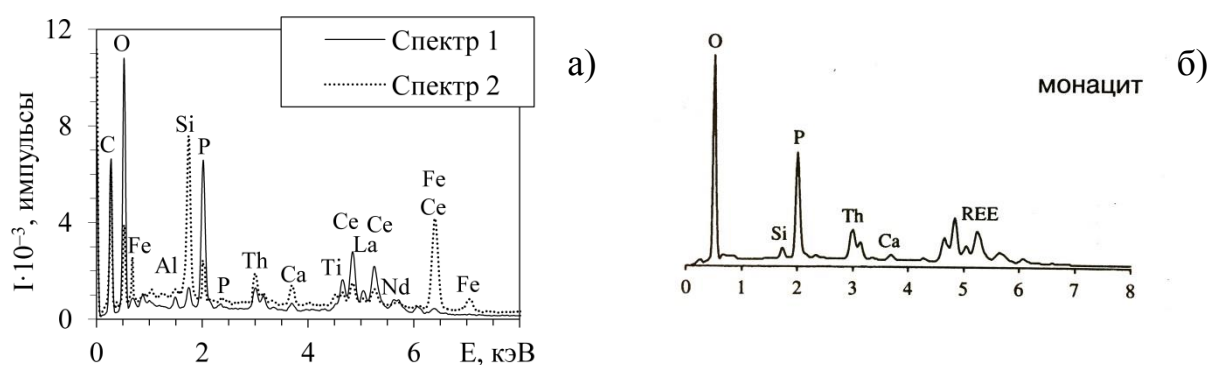 12
8
4
0
I·10⁻³, импульсы
Спектр 1
Спектр 2
а)
C
O
Fe
Al
Si
P
P
Th
Ca
Ti
Ce
La
Ce
Nd
Fe
Ce
Fe
0 2 4 6 E, кэВ
б)
монацит
O
Si
P
Th
Ca
REE
0 1 2 3 4 5 6 7 8